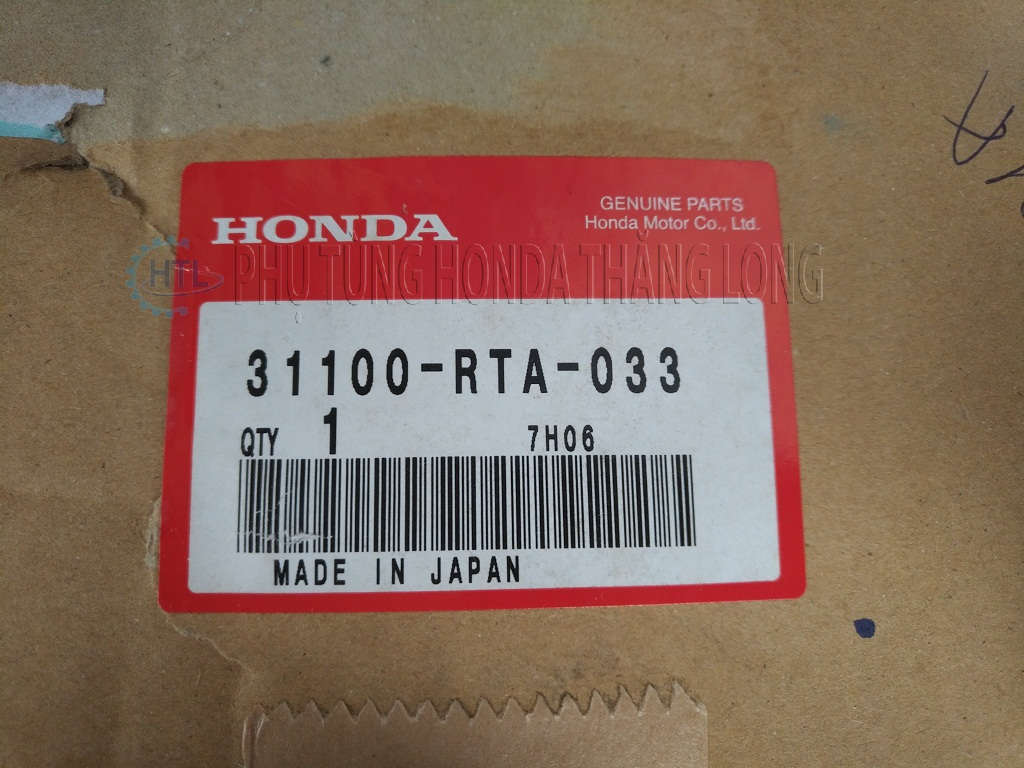 GENUINE PARTS
HONDA
Honda Motor Co., Ltd.
HTL PHỤ TÙNG HONDA THĂNG LONG
31100-RTA-033
QTY 1 7H06
MADE IN JAPAN